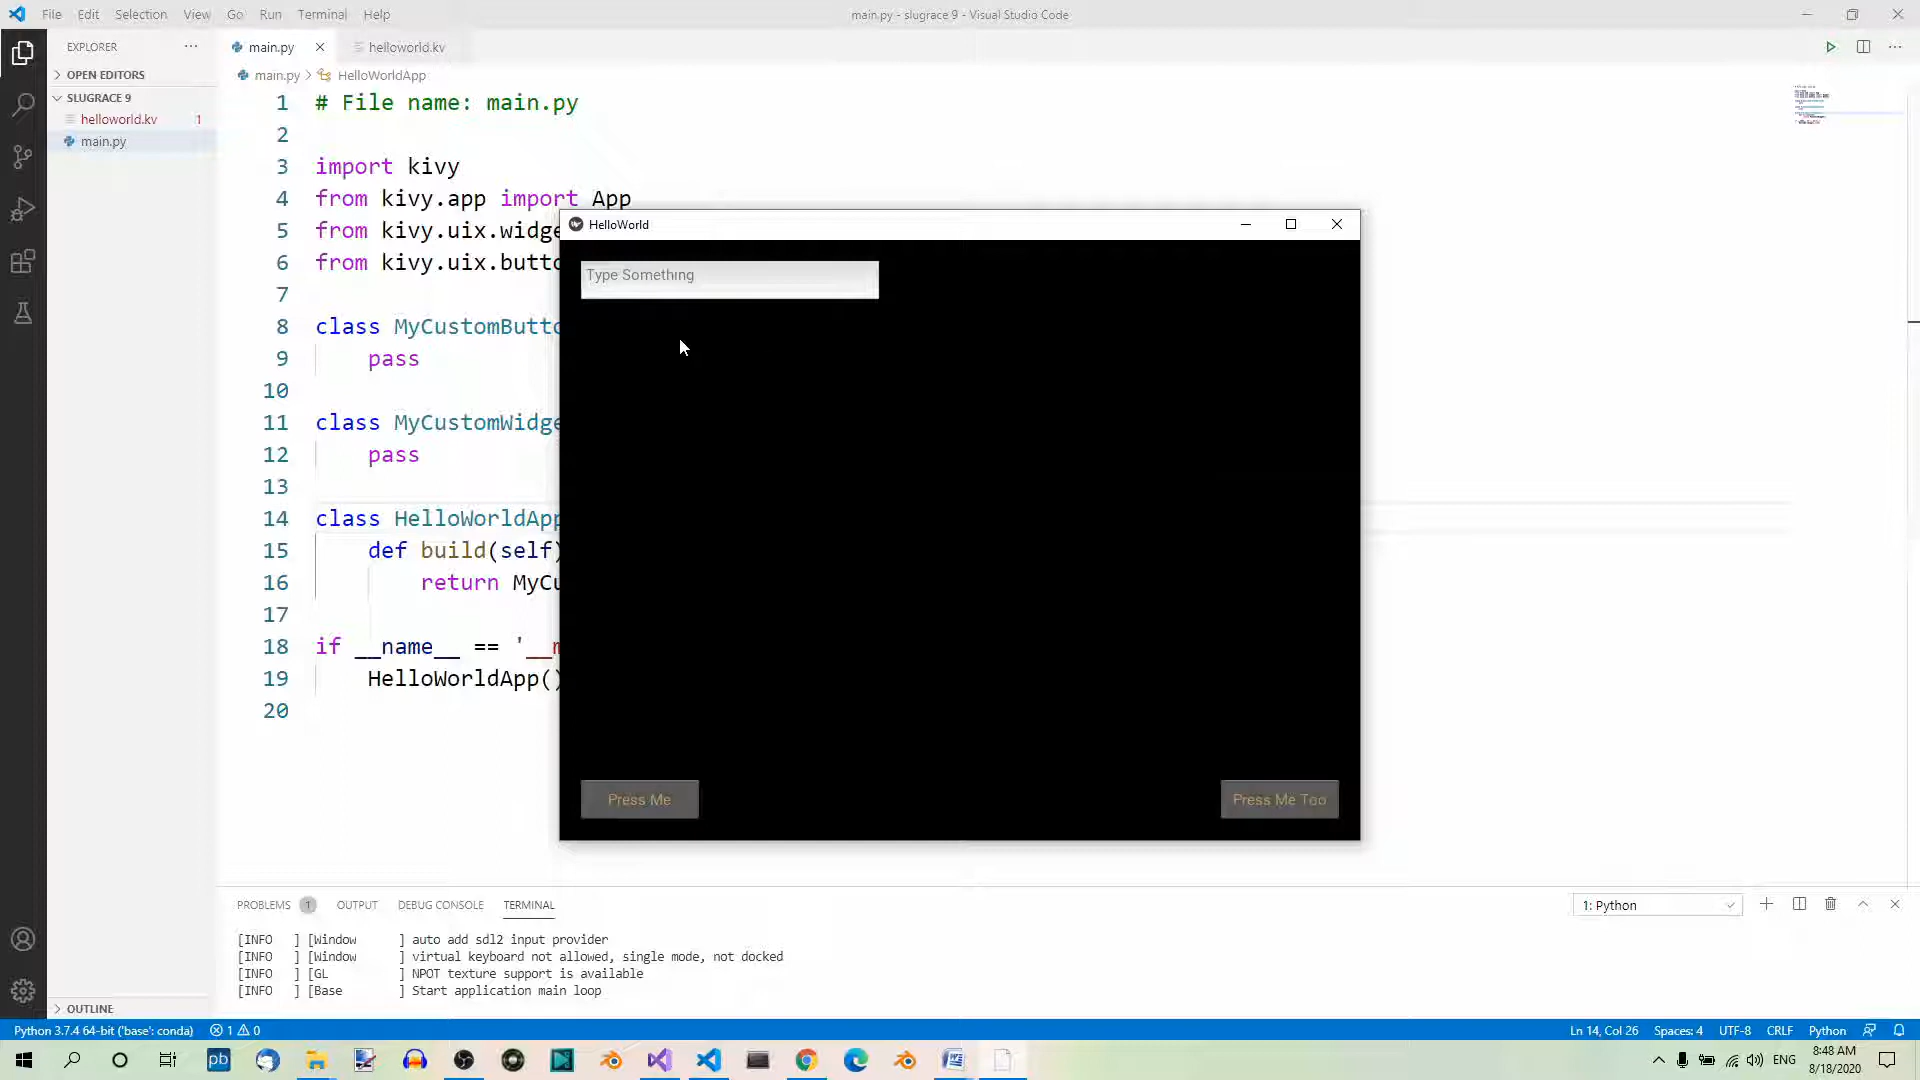 File Edit Selection View Go Run Terminal Help
main.py - slugrace 9 - Visual Studio Code
EXPLORER
main.py
helloworld.kv
OPEN EDITORS
main.py > HelloWorldApp
SLUGRACE 9
helloworld.kv 1
main.py
1 # File name: main.py
2
3 import kivy
4 from kivy.app import App
5 from kivy.uix.widge
6 from kivy.uix.butto
7
8 class MyCustomButto
9 pass
10
11 class MyCustomWidge
12 pass
13
14 class HelloWorldApp
15 def build(self)
16 return MyCu
17
18 if __name__ == '__m
19 HelloWorldApp()
20
HelloWorld
Type Something
Press Me
Press Me Too
PROBLEMS 1 OUTPUT DEBUG CONSOLE TERMINAL
1: Python
[INFO ] [Window ] auto add sdl2 input provider
[INFO ] [Window ] virtual keyboard not allowed, single mode, not docked
[INFO ] [GL ] NPOT texture support is available
[INFO ] [Base ] Start application main loop
OUTLINE
Python 3.7.4 64-bit ('base': conda) 1 0
Ln 14, Col 26 Spaces: 4 UTF-8 CRLF Python
pb
ENG
8:48 AM
8/18/2020